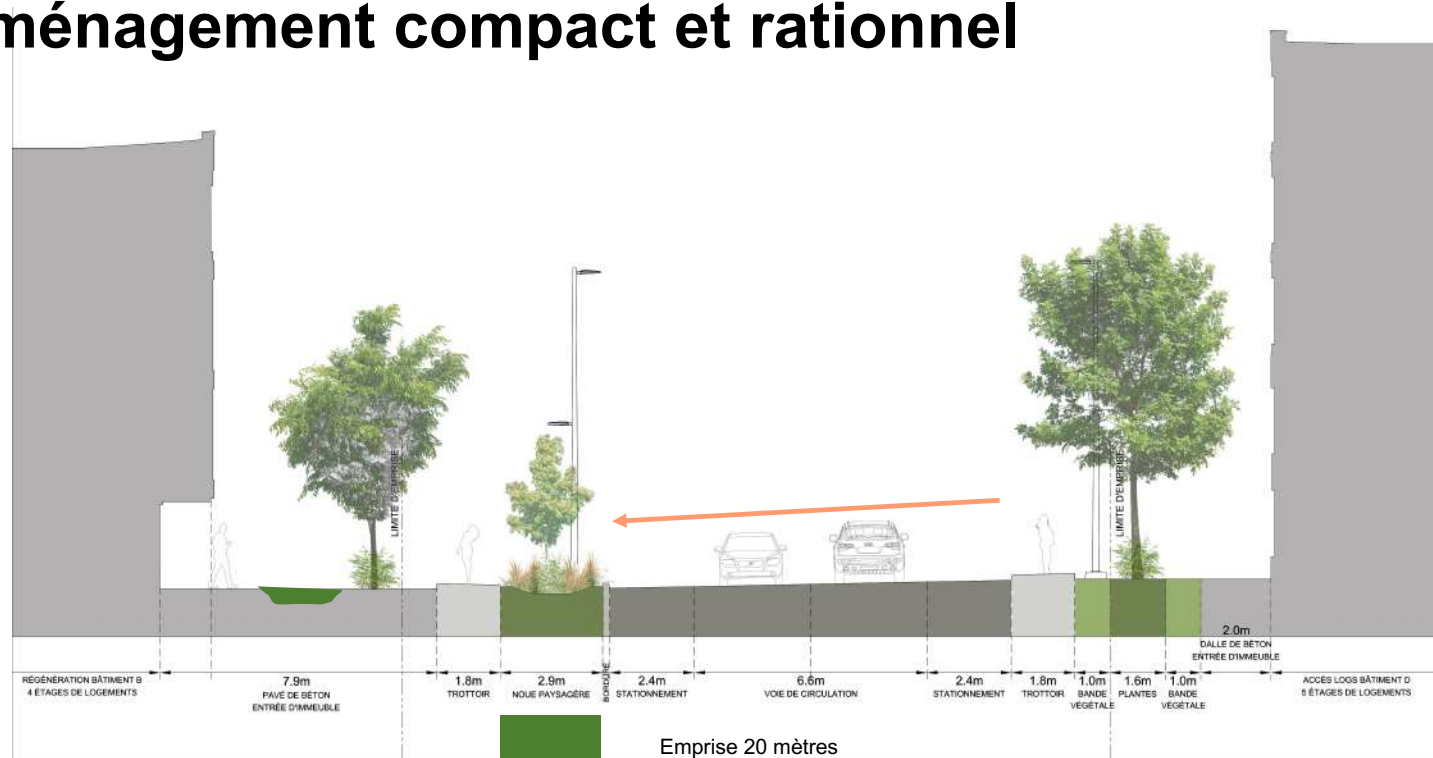 ménagement compact et rationnel
LIMITE D'EMPRISE
LIMITE D'EMPRISE
2.0m
DALLE DE BÉTON
ENTRÉE D'IMMEUBLE
RÉGÉNÉRATION BÂTIMENT B
4 ÉTAGES DE LOGEMENTS
7.9m
PAVÉ DE BÉTON
ENTRÉE D'IMMEUBLE
1.8m
TROTTOIR
2.9m
NOUE PAYSAGÈRE
BORDURE
2.4m
STATIONNEMENT
6.6m
VOIE DE CIRCULATION
2.4m
STATIONNEMENT
1.8m
TROTTOIR
1.0m
BANDE
VÉGÉTALE
1.6m
PLANTES
1.0m
BANDE
VÉGÉTALE
ACCÈS LOGS BÂTIMENT D
5 ÉTAGES DE LOGEMENTS
Emprise 20 mètres